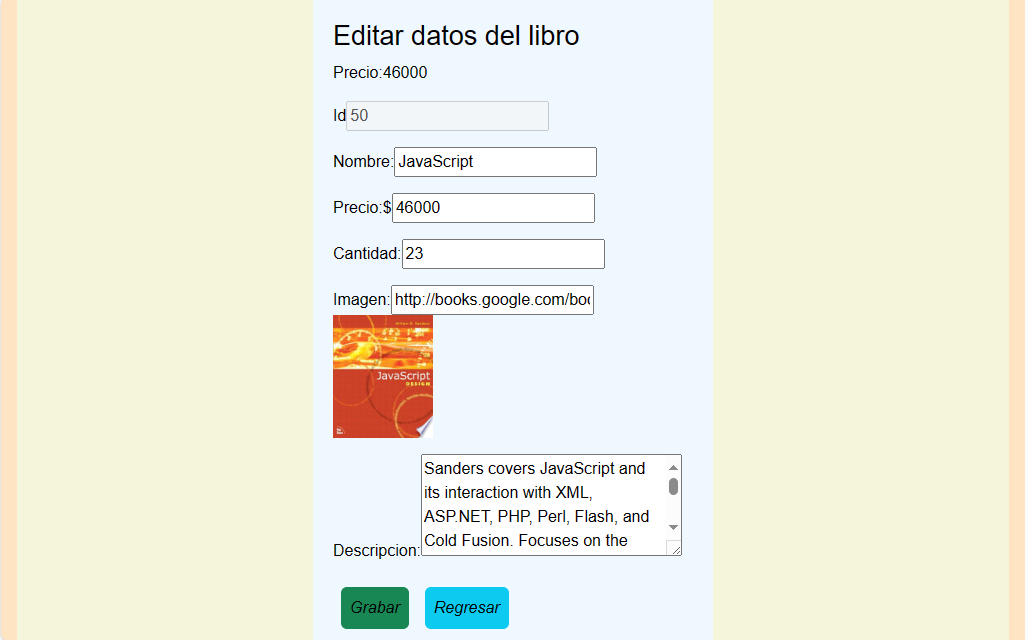 Editar datos del libro
Precio:46000
Id 50
Nombre: JavaScript
Precio:$ 46000
Cantidad: 23
Imagen: http://books.google.com/boo
JavaScript
DESIGN
Sanders covers JavaScript and
its interaction with XML,
ASP.NET, PHP, Perl, Flash, and
Cold Fusion. Focuses on the
Descripcion:
Grabar Regresar